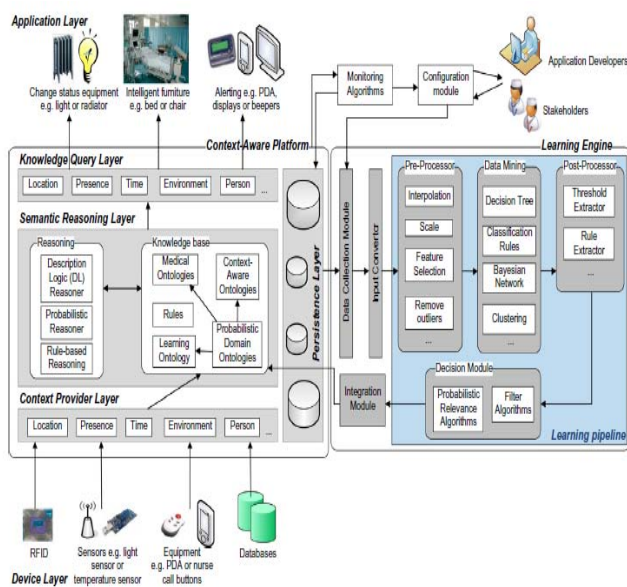 Application Layer
Change status equipment
e.g. light or radiator
Intelligent furniture
e.g. bed or chair
Alerting e.g. PDA,
displays or beepers
Monitoring
Algorithms
Configuration
module
Application Developers
Stakeholders
Context-Aware Platform
Knowledge Query Layer
Location
Presence
Time
Environment
Person
...
Semantic Reasoning Layer
Reasoning
Description
Logic (DL)
Reasoner
Probabilistic
Reasoner
Rule-based
Reasoning
Knowledge base
Medical
Ontologies
Context-
Aware
Ontologies
Rules
Learning
Ontology
Probabilistic
Domain
Ontologies
Context Provider Layer
Location
Presence
Time
Environment
Person
...
Persistence Layer
Learning Engine
Data Collection Module
Input Convertor
Pre-Processor
Interpolation
Scale
Feature
Selection
Remove
outliers
...
Data Mining
Decision Tree
Classification
Rules
Bayesian
Network
Clustering
...
Post-Processor
Threshold
Extractor
Rule
Extractor
...
Integration
Module
Decision Module
Probabilistic
Relevance
Algorithms
Filter
Algorithms
Learning pipeline
RFID
Sensors e.g. light
sensor or
temperature sensor
Equipment
e.g. PDA or nurse
call buttons
Databases
Device Layer